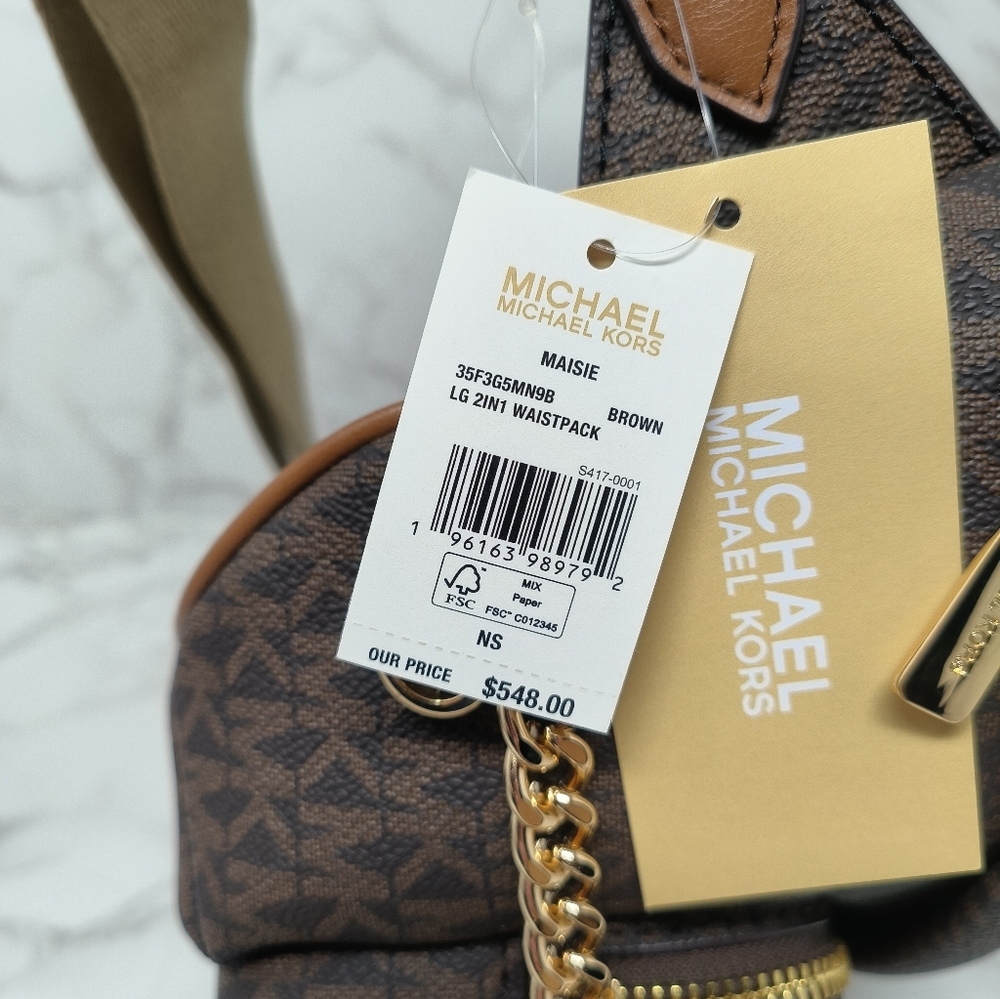 MICHAEL
MICHAEL KORS
MAISIE
35F3G5MN9B
LG 2IN1 WAISTPACK BROWN
S417-0001
1 96163 98979 2
FSC™
MIX
Paper
FSC™ C012345
NS
OUR PRICE $548.00
MICHAEL
MICHAEL KORS